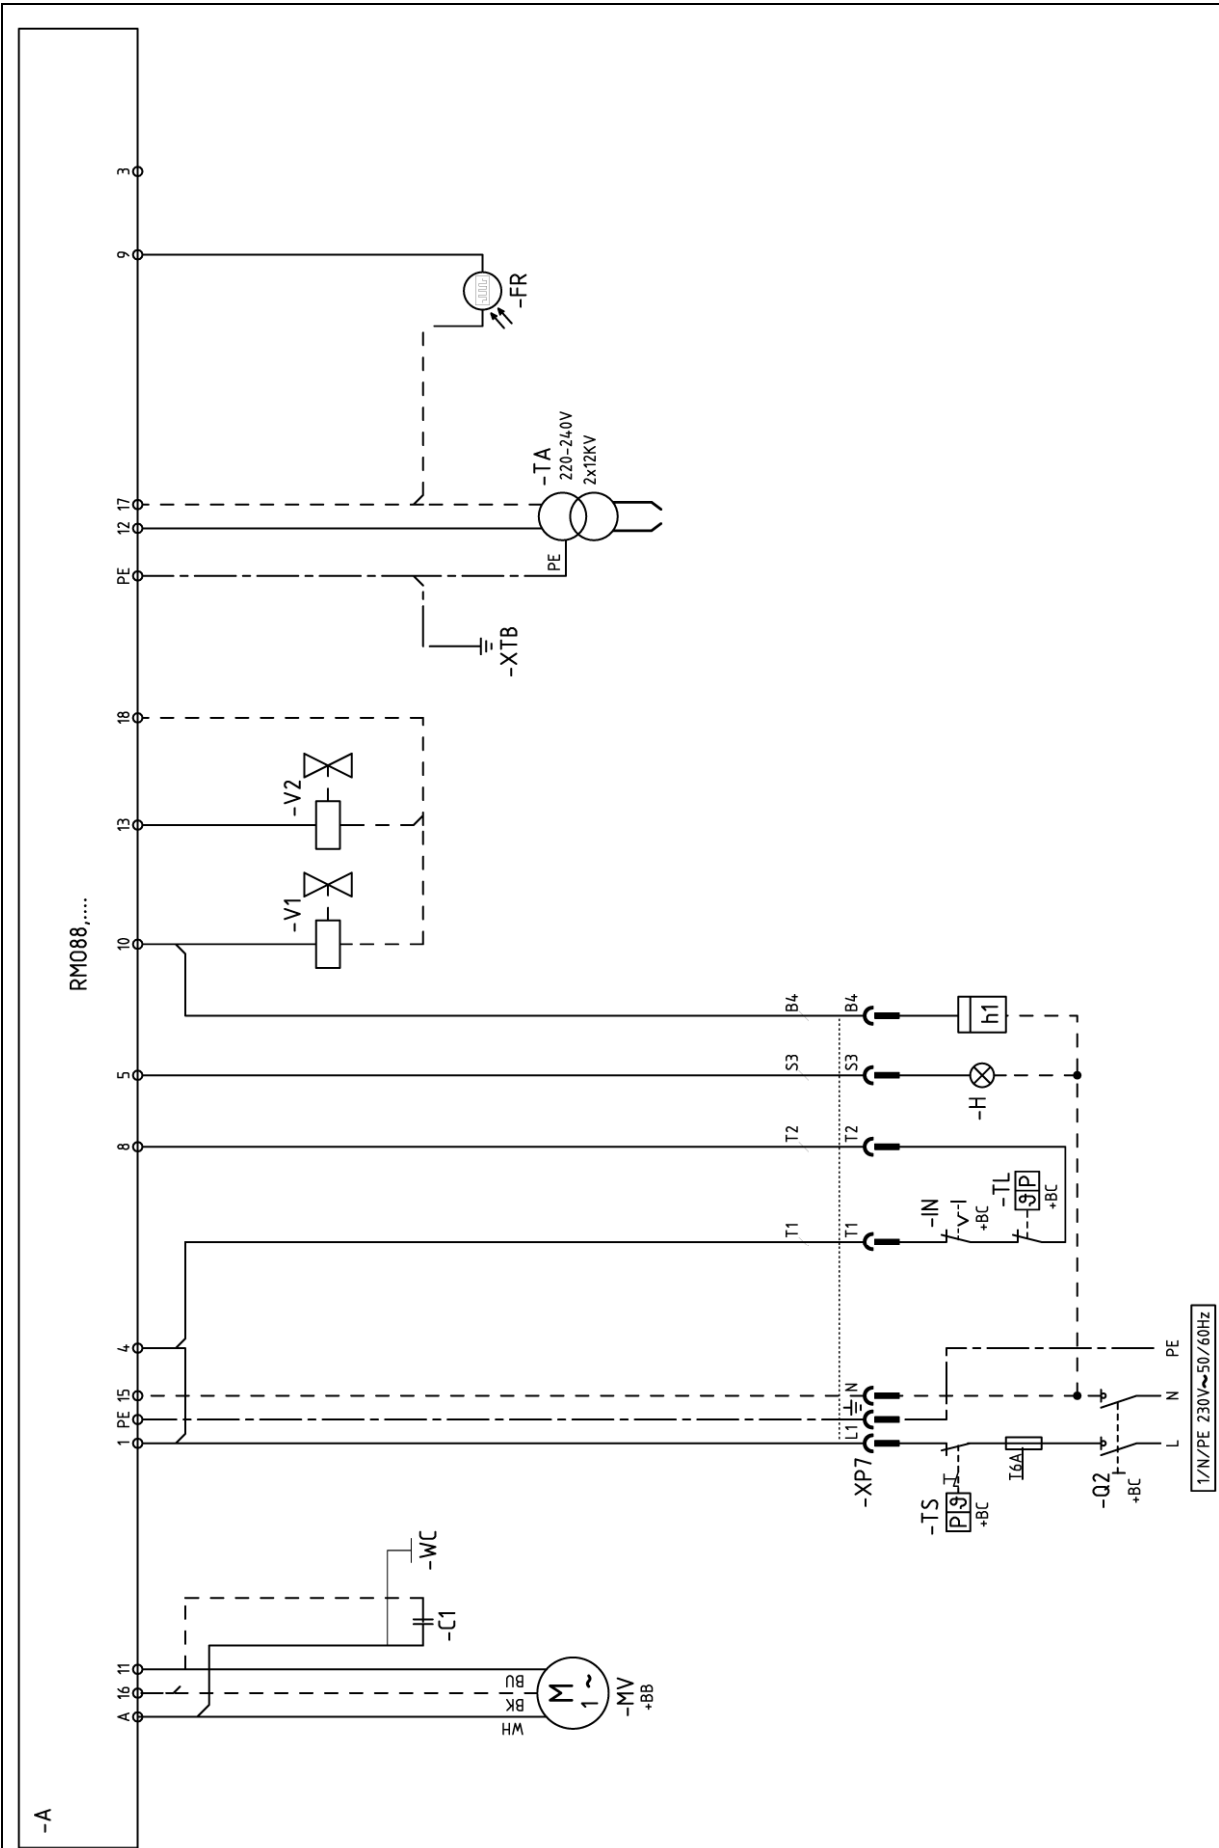 -A
RMO88,....
A
16
11
1
PE
15
4
8
5
10
13
18
PE
12
17
9
3
-V1
-V2
-XTB
PE
-TA
220-240V
2x12KV
-FR
WH
BK
BU
M
1 ~
-MV
+BB
-C1
-WC
T1
T2
S3
B4
L1
N
T1
T2
S3
B4
-XP7
-TS
P ϑ
+BC
T6A
-Q2
+BC
-IN
+BC
-TL
ϑ P
+BC
-H
h1
L
N
PE
1/N/PE 230V~50/60Hz